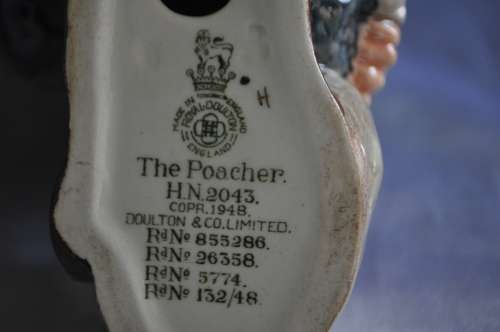 MADE IN ENGLAND
ROYAL DOULTON
ENGLAND
H
The Poacher.
H.N.2043.
COPR.1948.
DOULTON & CO.LIMITED.
Rd No 855286.
Rd No 26358.
Rd No 5774.
Rd No 132/48.